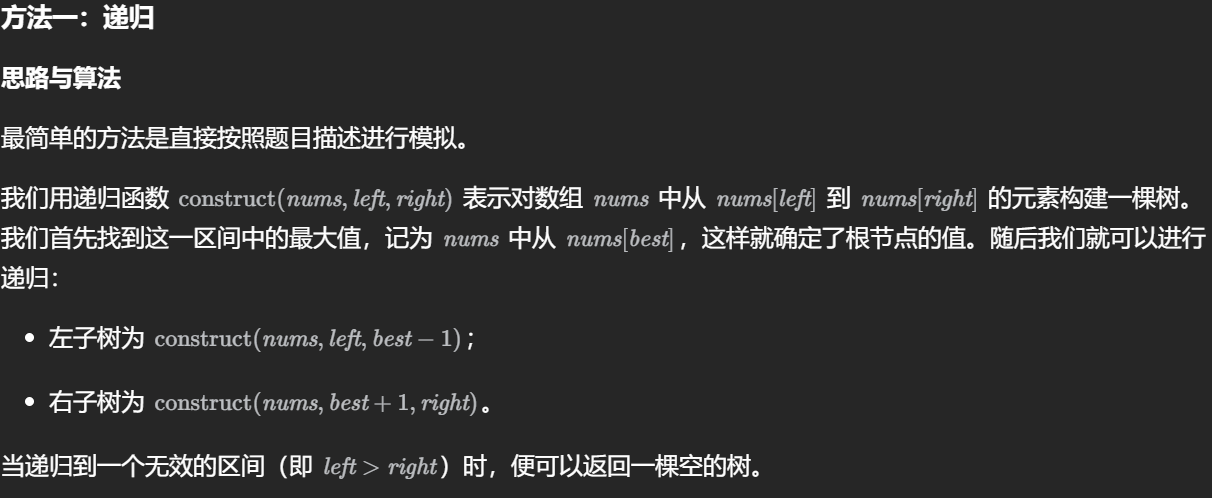 方法一：递归
思路与算法
最简单的方法是直接按照题目描述进行模拟。
我们用递归函数 construct(nums, left, right) 表示对数组 nums 中从 nums[left] 到 nums[right] 的元素构建一棵树。
我们首先找到这一区间中的最大值，记为 nums 中从 nums[best]，这样就确定了根节点的值。随后我们就可以进行
递归：
• 左子树为 construct(nums, left, best − 1)；
• 右子树为 construct(nums, best + 1, right)。
当递归到一个无效的区间（即 left > right）时，便可以返回一棵空的树。